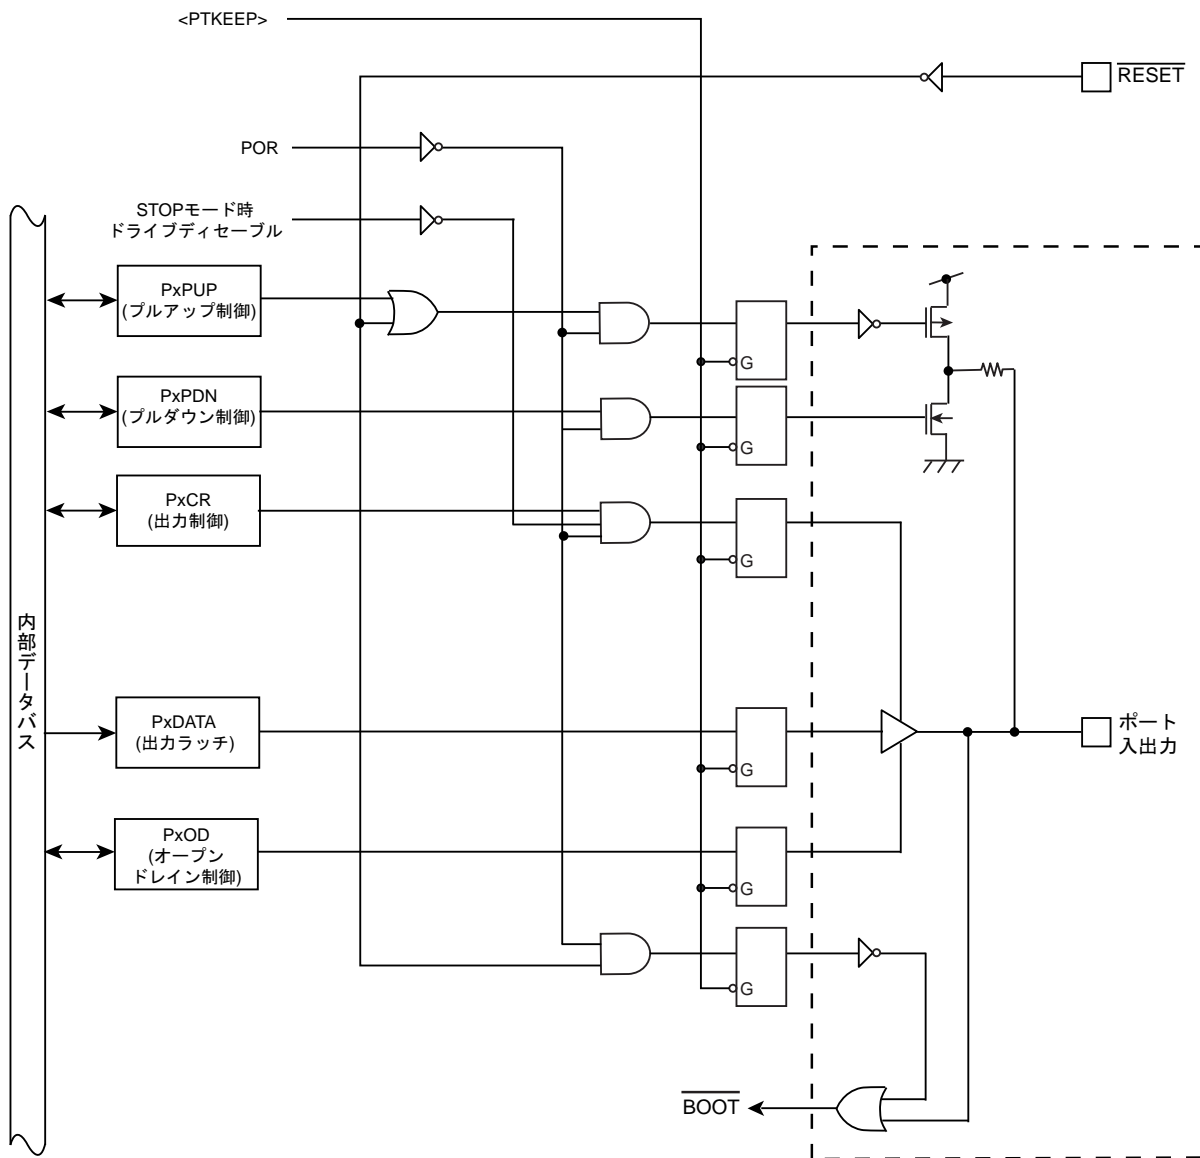 <PTKEEP>
RESET
POR
STOPモード時
ドライブディセーブル
PxPUP
(プルアップ制御)
G
PxPDN
(プルダウン制御)
G
PxCR
(出力制御)
G
内部データバス
PxDATA
(出力ラッチ)
G
ポート
入出力
PxOD
(オープン
ドレイン制御)
G
G
BOOT